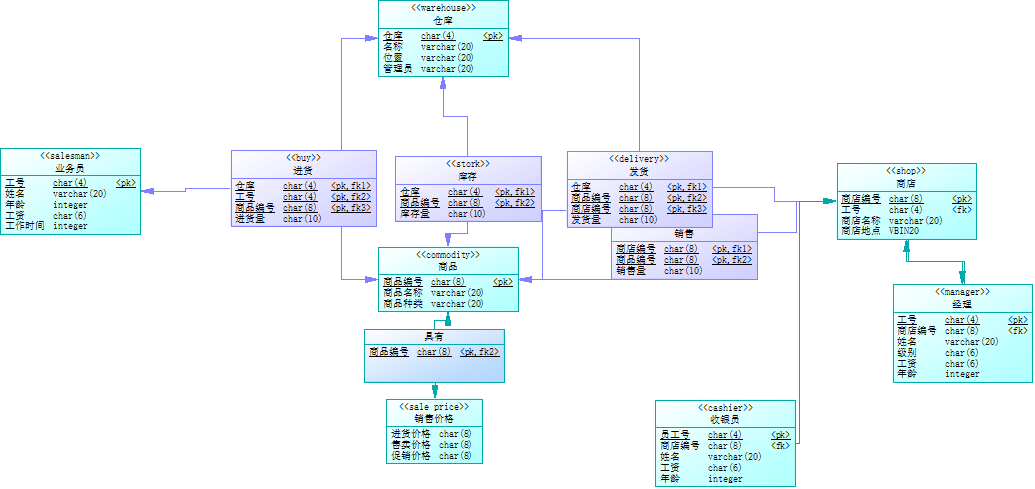 <<warehouse>>
仓库
仓库 char(4) <pk>
名称 varchar(20)
位置 varchar(20)
管理员 varchar(20)
<<salesman>>
业务员
工号 char(4) <pk>
姓名 varchar(20)
年龄 integer
工资 char(6)
工作时间 integer
<<buy>>
进货
仓库 char(4) <pk,fk1>
工号 char(4) <pk,fk2>
商品编号 char(8) <pk,fk3>
进货量 char(10)
<<stork>>
库存
仓库 char(4) <pk,fk1>
商品编号 char(8) <pk,fk2>
库存量 char(10)
<<delivery>>
发货
仓库 char(4) <pk,fk1>
商品编号 char(8) <pk,fk2>
商店编号 char(8) <pk,fk3>
发货量 char(10)
销售
商店编号 char(8) <pk,fk1>
商品编号 char(8) <pk,fk2>
销售量 char(10)
<<shop>>
商店
商店编号 char(8) <pk>
工号 char(4) <fk>
商店名称 varchar(20)
商店地点 VBIN20
<<commodity>>
商品
商品编号 char(8) <pk>
商品名称 varchar(20)
商品种类 varchar(20)
<<manager>>
经理
工号 char(4) <pk>
商店编号 char(8) <fk>
姓名 varchar(20)
级别 char(6)
工资 char(6)
年龄 integer
具有
商品编号 char(8) <pk,fk2>
<<sale price>>
销售价格
进货价格 char(8)
售卖价格 char(8)
促销价格 char(8)
<<cashier>>
收银员
员工号 char(4) <pk>
商店编号 char(8) <fk>
姓名 varchar(20)
工资 char(6)
年龄 integer